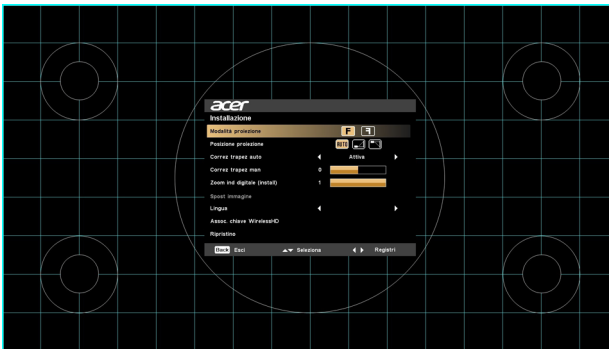 acer
Installazione
Modalità proiezione F F
Posizione proiezione AUTO
Correz trapez auto Attiva
Correz trapez man 0
Zoom ind digitale (install) 1
Spost immagine
Lingua
Assoc. chiave WirelessHD
Ripristino
Back Esci Seleziona Registri